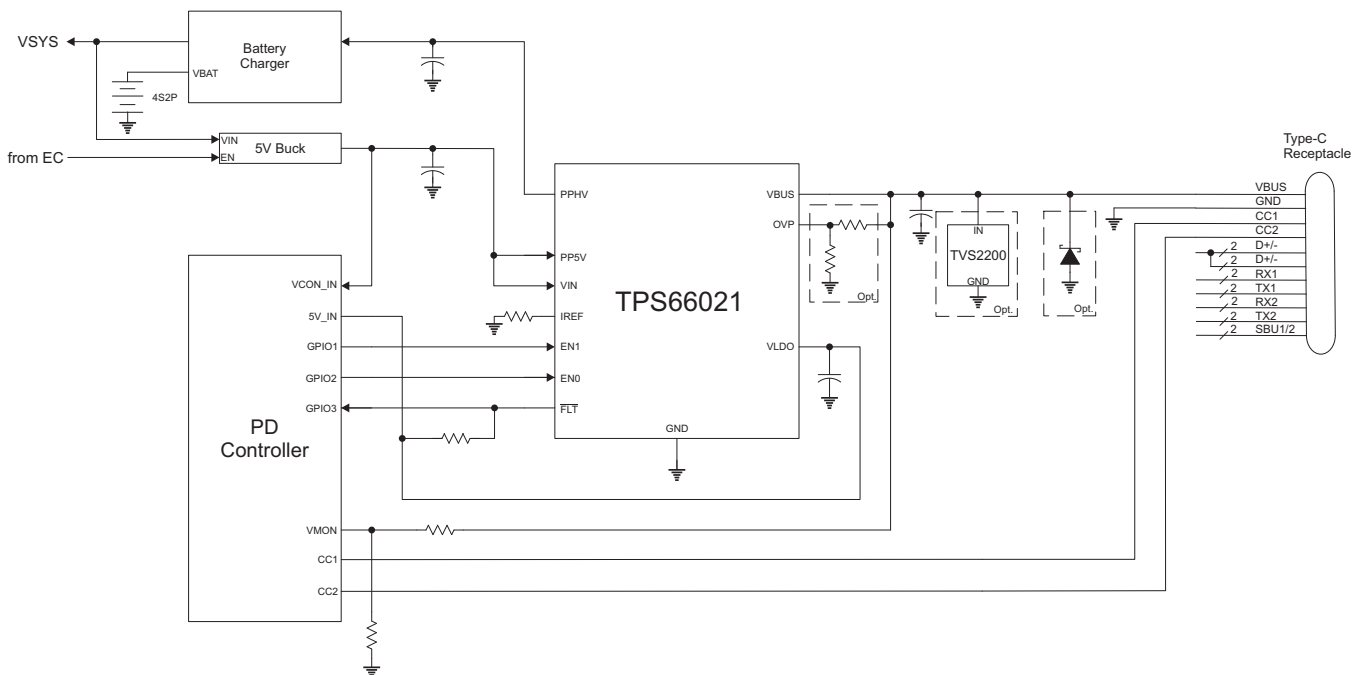 VSYS
Battery
Charger
VBAT
4S2P
from EC
VIN
EN
5V Buck
PPHV
PP5V
VIN
IREF
EN1
EN0
FLT
TPS66021
VBUS
OVP
VLDO
GND
Opt.
IN
TVS2200
GND
Opt.
Opt.
Type-C
Receptacle
VBUS
GND
CC1
CC2
2 D+/-
2 D+/-
2 RX1
2 TX1
2 RX2
2 TX2
2 SBU1/2
VCON_IN
5V_IN
GPIO1
GPIO2
GPIO3
PD
Controller
VMON
CC1
CC2